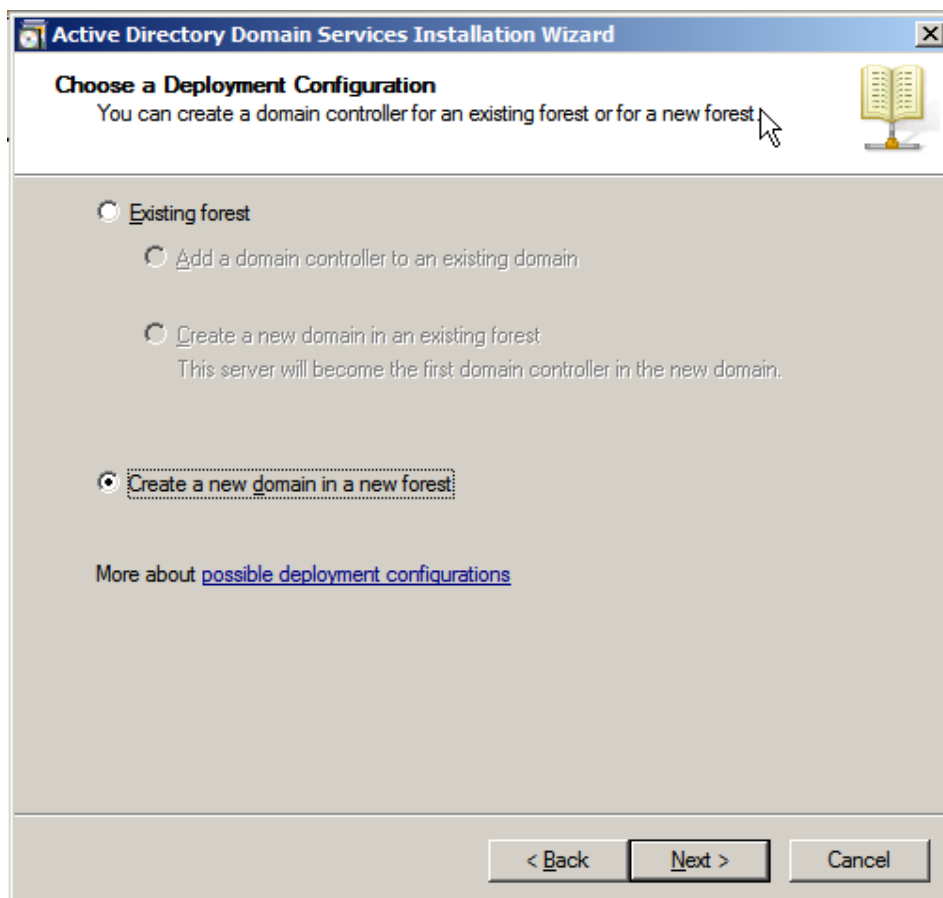 Active Directory Domain Services Installation Wizard
Choose a Deployment Configuration
You can create a domain controller for an existing forest or for a new forest.
Existing forest
Add a domain controller to an existing domain
Create a new domain in an existing forest
This server will become the first domain controller in the new domain.
Create a new domain in a new forest
More about possible deployment configurations
< Back
Next >
Cancel